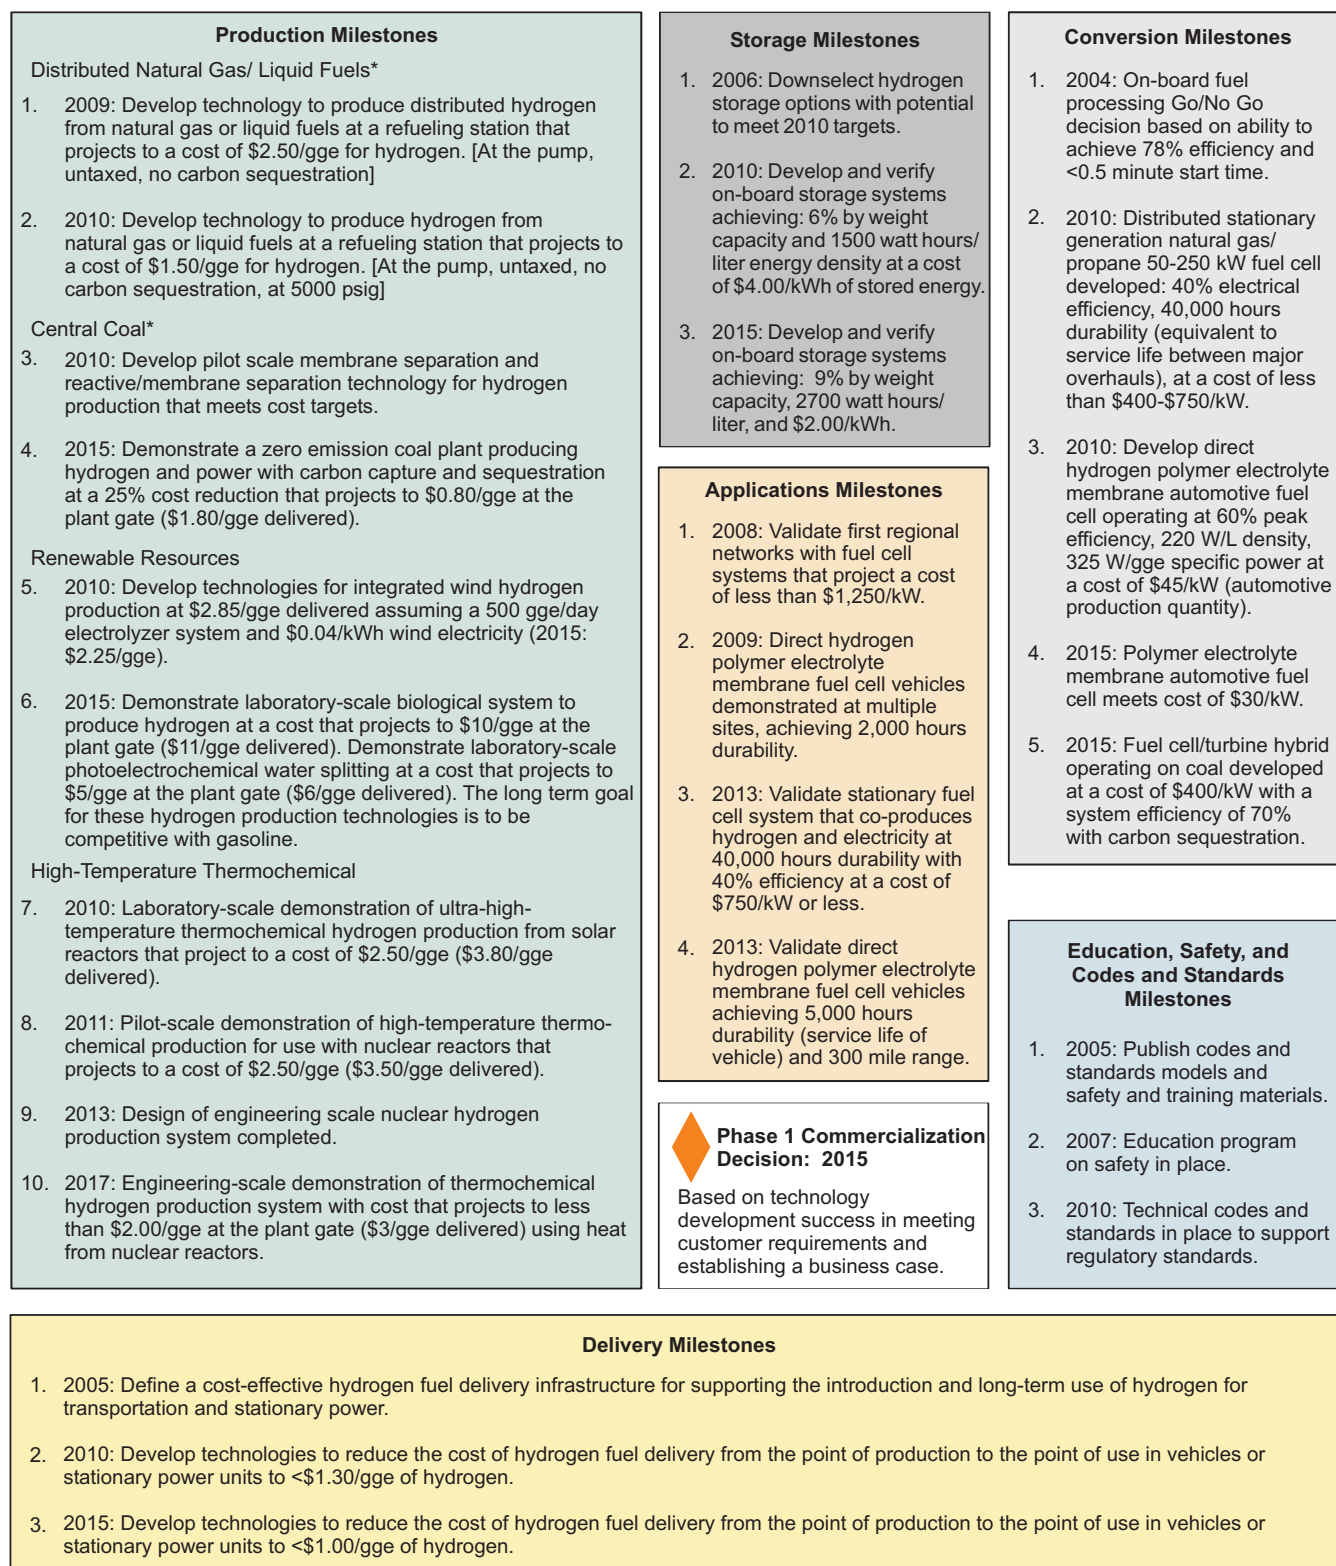 Production Milestones
Distributed Natural Gas/ Liquid Fuels*
1. 2009: Develop technology to produce distributed hydrogen
from natural gas or liquid fuels at a refueling station that
projects to a cost of $2.50/gge for hydrogen. [At the pump,
untaxed, no carbon sequestration]
2. 2010: Develop technology to produce hydrogen from
natural gas or liquid fuels at a refueling station that projects to
a cost of $1.50/gge for hydrogen. [At the pump, untaxed, no
carbon sequestration, at 5000 psig]
Central Coal*
3. 2010: Develop pilot scale membrane separation and
reactive/membrane separation technology for hydrogen
production that meets cost targets.
4. 2015: Demonstrate a zero emission coal plant producing
hydrogen and power with carbon capture and sequestration
at a 25% cost reduction that projects to $0.80/gge at the
plant gate ($1.80/gge delivered).
Renewable Resources
5. 2010: Develop technologies for integrated wind hydrogen
production at $2.85/gge delivered assuming a 500 gge/day
electrolyzer system and $0.04/kWh wind electricity (2015:
$2.25/gge).
6. 2015: Demonstrate laboratory-scale biological system to
produce hydrogen at a cost that projects to $10/gge at the
plant gate ($11/gge delivered). Demonstrate laboratory-scale
photoelectrochemical water splitting at a cost that projects to
$5/gge at the plant gate ($6/gge delivered). The long term goal
for these hydrogen production technologies is to be
competitive with gasoline.
High-Temperature Thermochemical
7. 2010: Laboratory-scale demonstration of ultra-high-
temperature thermochemical hydrogen production from solar
reactors that project to a cost of $2.50/gge ($3.80/gge
delivered).
8. 2011: Pilot-scale demonstration of high-temperature thermo-
chemical production for use with nuclear reactors that
projects to a cost of $2.50/gge ($3.50/gge delivered).
9. 2013: Design of engineering scale nuclear hydrogen
production system completed.
10. 2017: Engineering-scale demonstration of thermochemical
hydrogen production system with cost that projects to less
than $2.00/gge at the plant gate ($3/gge delivered) using heat
from nuclear reactors.
Storage Milestones
1. 2006: Downselect hydrogen
storage options with potential
to meet 2010 targets.
2. 2010: Develop and verify
on-board storage systems
achieving: 6% by weight
capacity and 1500 watt hours/
liter energy density at a cost
of $4.00/kWh of stored energy.
3. 2015: Develop and verify
on-board storage systems
achieving: 9% by weight
capacity, 2700 watt hours/
liter, and $2.00/kWh.
Applications Milestones
1. 2008: Validate first regional
networks with fuel cell
systems that project a cost
of less than $1,250/kW.
2. 2009: Direct hydrogen
polymer electrolyte
membrane fuel cell vehicles
demonstrated at multiple
sites, achieving 2,000 hours
durability.
3. 2013: Validate stationary fuel
cell system that co-produces
hydrogen and electricity at
40,000 hours durability with
40% efficiency at a cost of
$750/kW or less.
4. 2013: Validate direct
hydrogen polymer electrolyte
membrane fuel cell vehicles
achieving 5,000 hours
durability (service life of
vehicle) and 300 mile range.
Phase 1 Commercialization
Decision: 2015
Based on technology
development success in meeting
customer requirements and
establishing a business case.
Conversion Milestones
1. 2004: On-board fuel
processing Go/No Go
decision based on ability to
achieve 78% efficiency and
<0.5 minute start time.
2. 2010: Distributed stationary
generation natural gas/
propane 50-250 kW fuel cell
developed: 40% electrical
efficiency, 40,000 hours
durability (equivalent to
service life between major
overhauls), at a cost of less
than $400-$750/kW.
3. 2010: Develop direct
hydrogen polymer electrolyte
membrane automotive fuel
cell operating at 60% peak
efficiency, 220 W/L density,
325 W/gge specific power at
a cost of $45/kW (automotive
production quantity).
4. 2015: Polymer electrolyte
membrane automotive fuel
cell meets cost of $30/kW.
5. 2015: Fuel cell/turbine hybrid
operating on coal developed
at a cost of $400/kW with a
system efficiency of 70%
with carbon sequestration.
Education, Safety, and
Codes and Standards
Milestones
1. 2005: Publish codes and
standards models and
safety and training materials.
2. 2007: Education program
on safety in place.
3. 2010: Technical codes and
standards in place to support
regulatory standards.
Delivery Milestones
1. 2005: Define a cost-effective hydrogen fuel delivery infrastructure for supporting the introduction and long-term use of hydrogen for
transportation and stationary power.
2. 2010: Develop technologies to reduce the cost of hydrogen fuel delivery from the point of production to the point of use in vehicles or
stationary power units to <$1.30/gge of hydrogen.
3. 2015: Develop technologies to reduce the cost of hydrogen fuel delivery from the point of production to the point of use in vehicles or
stationary power units to <$1.00/gge of hydrogen.